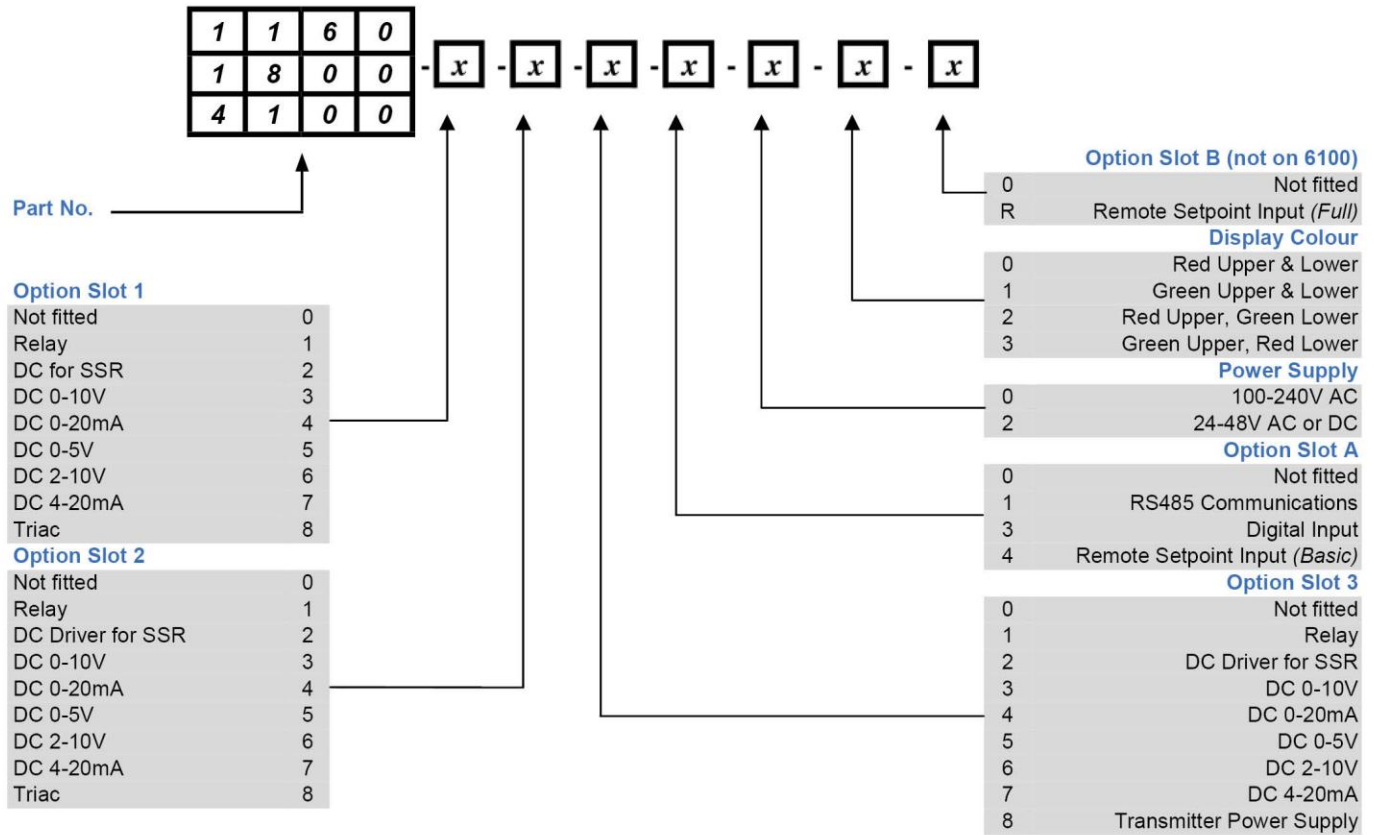 1 1 6 0
1 8 0 0 - x - x - x - x - x - x - x
4 1 0 0
Part No.
Option Slot 1
Not fitted 0
Relay 1
DC for SSR 2
DC 0-10V 3
DC 0-20mA 4
DC 0-5V 5
DC 2-10V 6
DC 4-20mA 7
Triac 8
Option Slot 2
Not fitted 0
Relay 1
DC Driver for SSR 2
DC 0-10V 3
DC 0-20mA 4
DC 0-5V 5
DC 2-10V 6
DC 4-20mA 7
Triac 8
Option Slot B (not on 6100)
0 Not fitted
R Remote Setpoint Input (Full)
Display Colour
0 Red Upper & Lower
1 Green Upper & Lower
2 Red Upper, Green Lower
3 Green Upper, Red Lower
Power Supply
0 100-240V AC
2 24-48V AC or DC
Option Slot A
0 Not fitted
1 RS485 Communications
3 Digital Input
4 Remote Setpoint Input (Basic)
Option Slot 3
0 Not fitted
1 Relay
2 DC Driver for SSR
3 DC 0-10V
4 DC 0-20mA
5 DC 0-5V
6 DC 2-10V
7 DC 4-20mA
8 Transmitter Power Supply